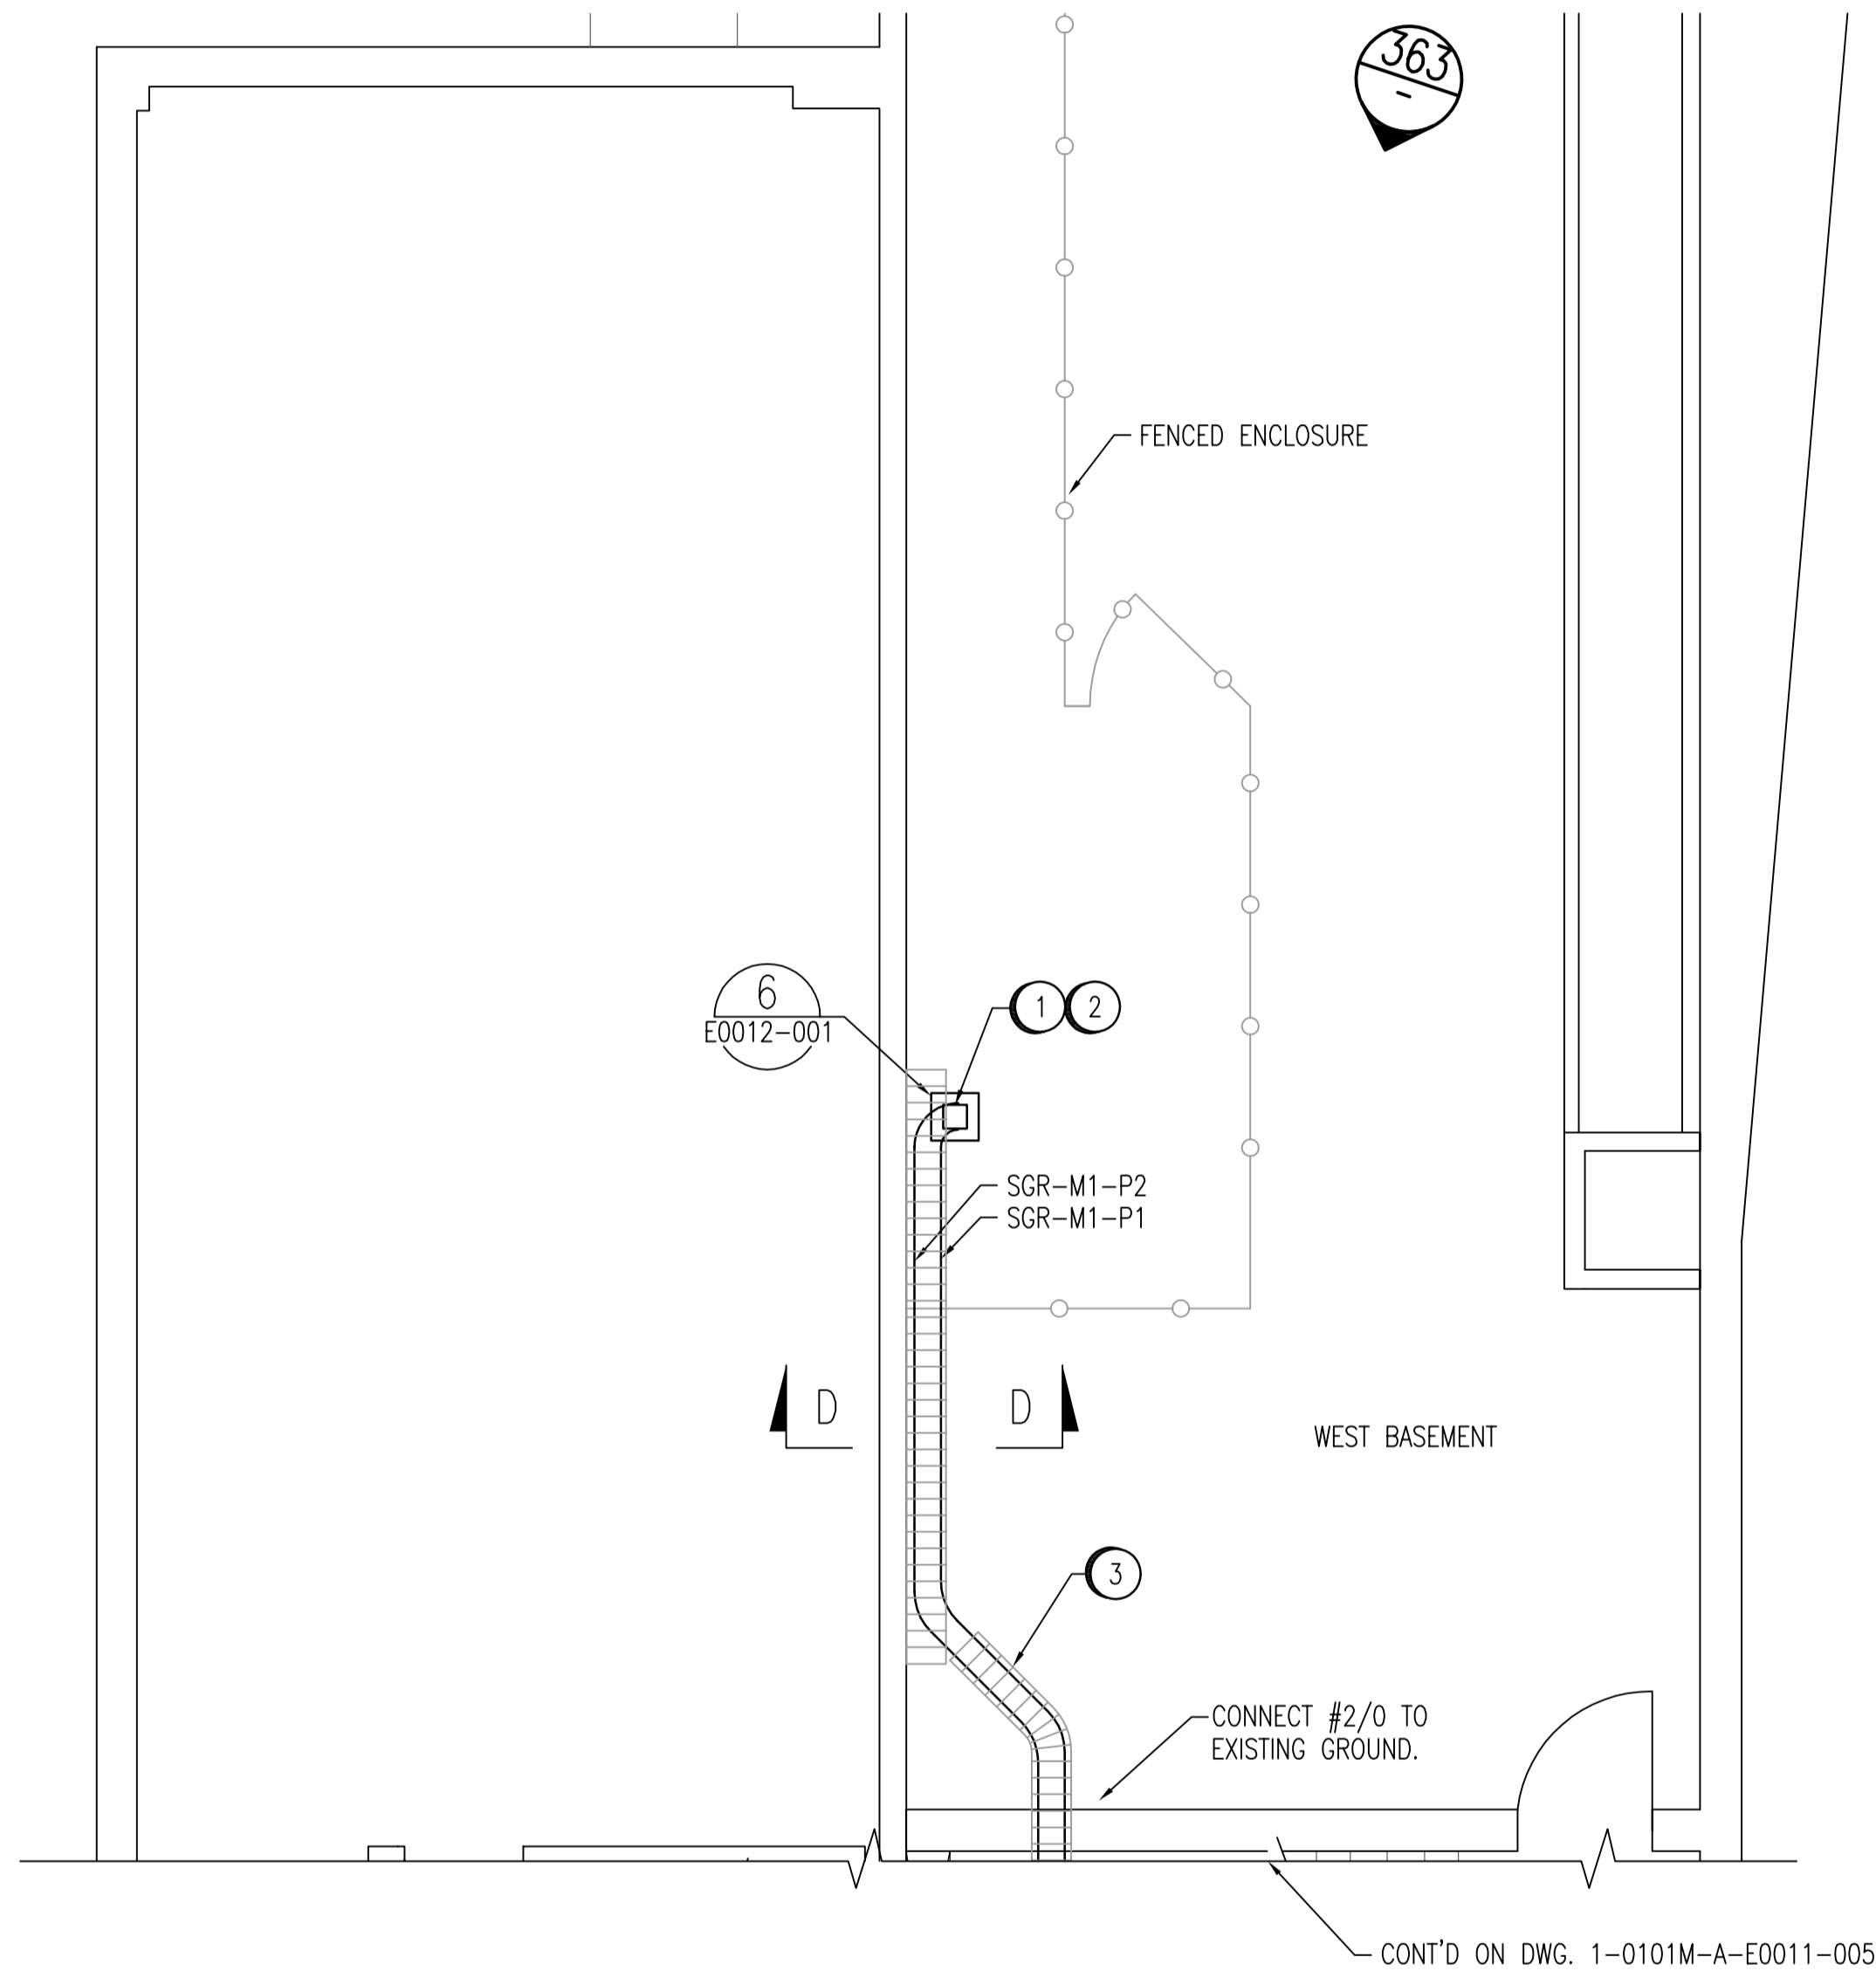 363
-
FENCED ENCLOSURE
6
E0012-001
1 2
SGR-M1-P2
SGR-M1-P1
D D
WEST BASEMENT
3
CONNECT #2/0 TO
EXISTING GROUND.
CONT'D ON DWG. 1-0101M-A-E0011-005